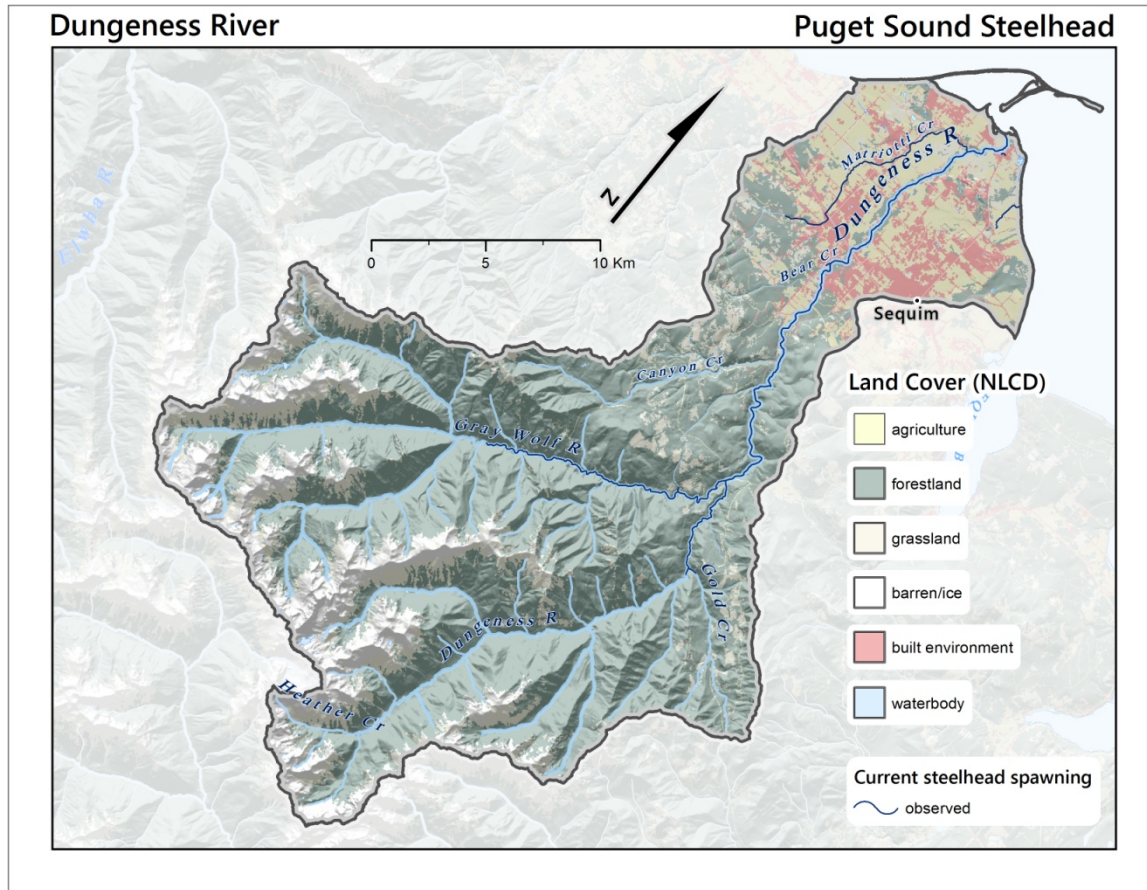 Dungeness River
Puget Sound Steelhead
Elwha R
N
0 5 10 Km
Matriotti Cr
Dungeness R
Bear Cr
Sequim
Canyon Cr
Gray Wolf R
Gold Cr
Dungeness R
Heather Cr
Land Cover (NLCD)
agriculture
forestland
grassland
barren/ice
built environment
waterbody
Current steelhead spawning
observed